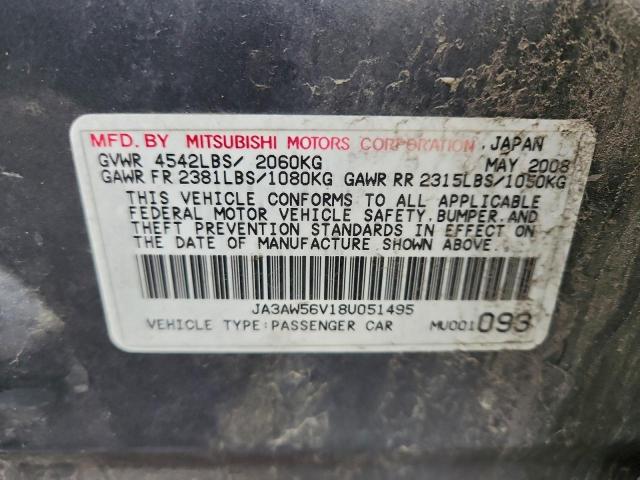 MFD. BY MITSUBISHI MOTORS CORPORATION, JAPAN
GVWR 4542LBS/ 2060KG MAY 2008
GAWR FR 2381LBS/1080KG GAWR RR 2315LBS/1050KG
THIS VEHICLE CONFORMS TO ALL APPLICABLE
FEDERAL MOTOR VEHICLE SAFETY, BUMPER, AND
THEFT PREVENTION STANDARDS IN EFFECT ON
THE DATE OF MANUFACTURE SHOWN ABOVE.
JA3AW56V18U051495
VEHICLE TYPE:PASSENGER CAR MU001093